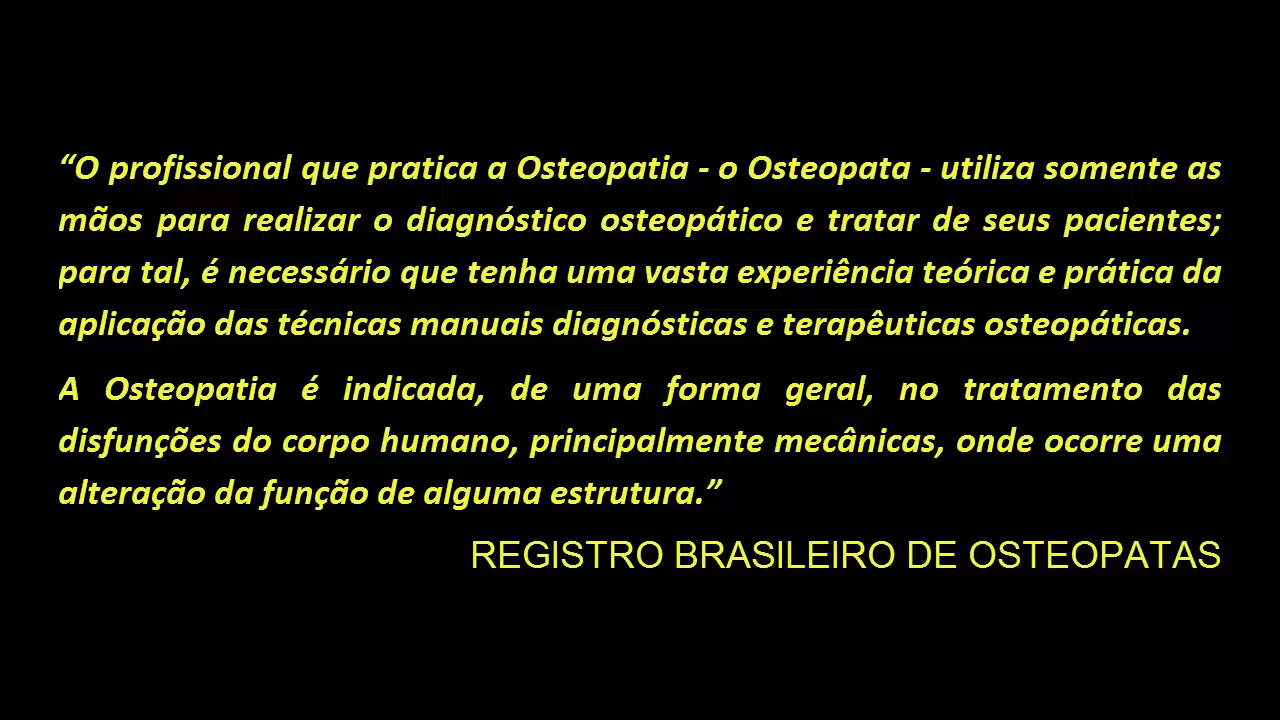 “O profissional que pratica a Osteopatia - o Osteopata - utiliza somente as
mãos para realizar o diagnóstico osteopático e tratar de seus pacientes;
para tal, é necessário que tenha uma vasta experiência teórica e prática da
aplicação das técnicas manuais diagnósticas e terapêuticas osteopáticas.
A Osteopatia é indicada, de uma forma geral, no tratamento das
disfunções do corpo humano, principalmente mecânicas, onde ocorre uma
alteração da função de alguma estrutura.”
REGISTRO BRASILEIRO DE OSTEOPATAS